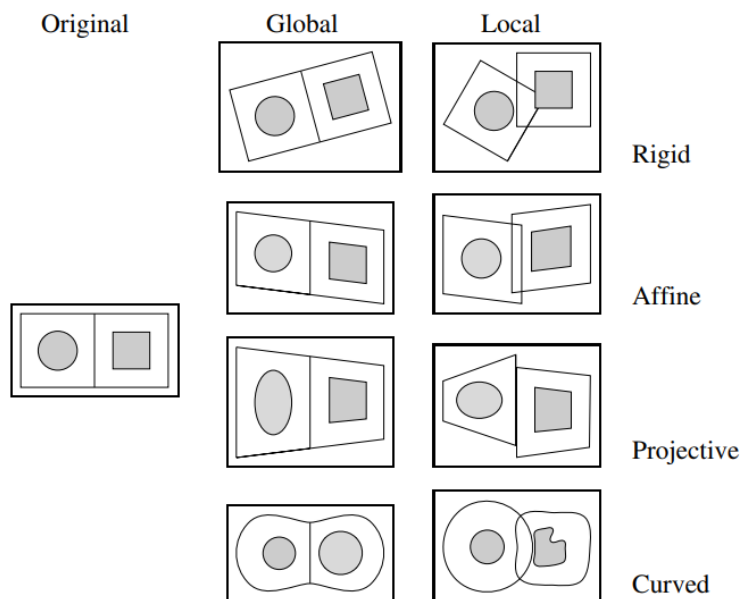 Original Global Local
Rigid
Affine
Projective
Curved